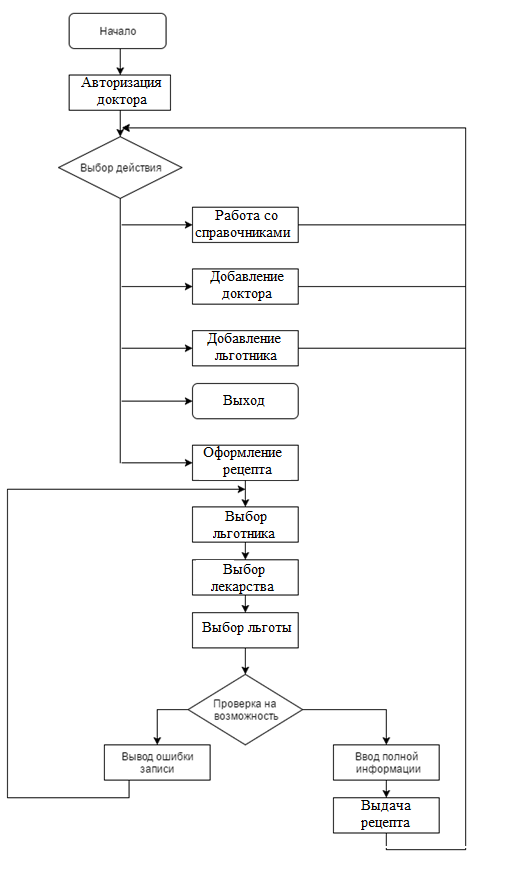 Начало
Авторизация
доктора
Выбор действия
Работа со
справочниками
Добавление
доктора
Добавление
льготника
Выход
Оформление
рецепта
Выбор
льготника
Выбор
лекарства
Выбор льготы
Проверка на
возможность
Вывод ошибки
записи
Ввод полной
информации
Выдача
рецепта